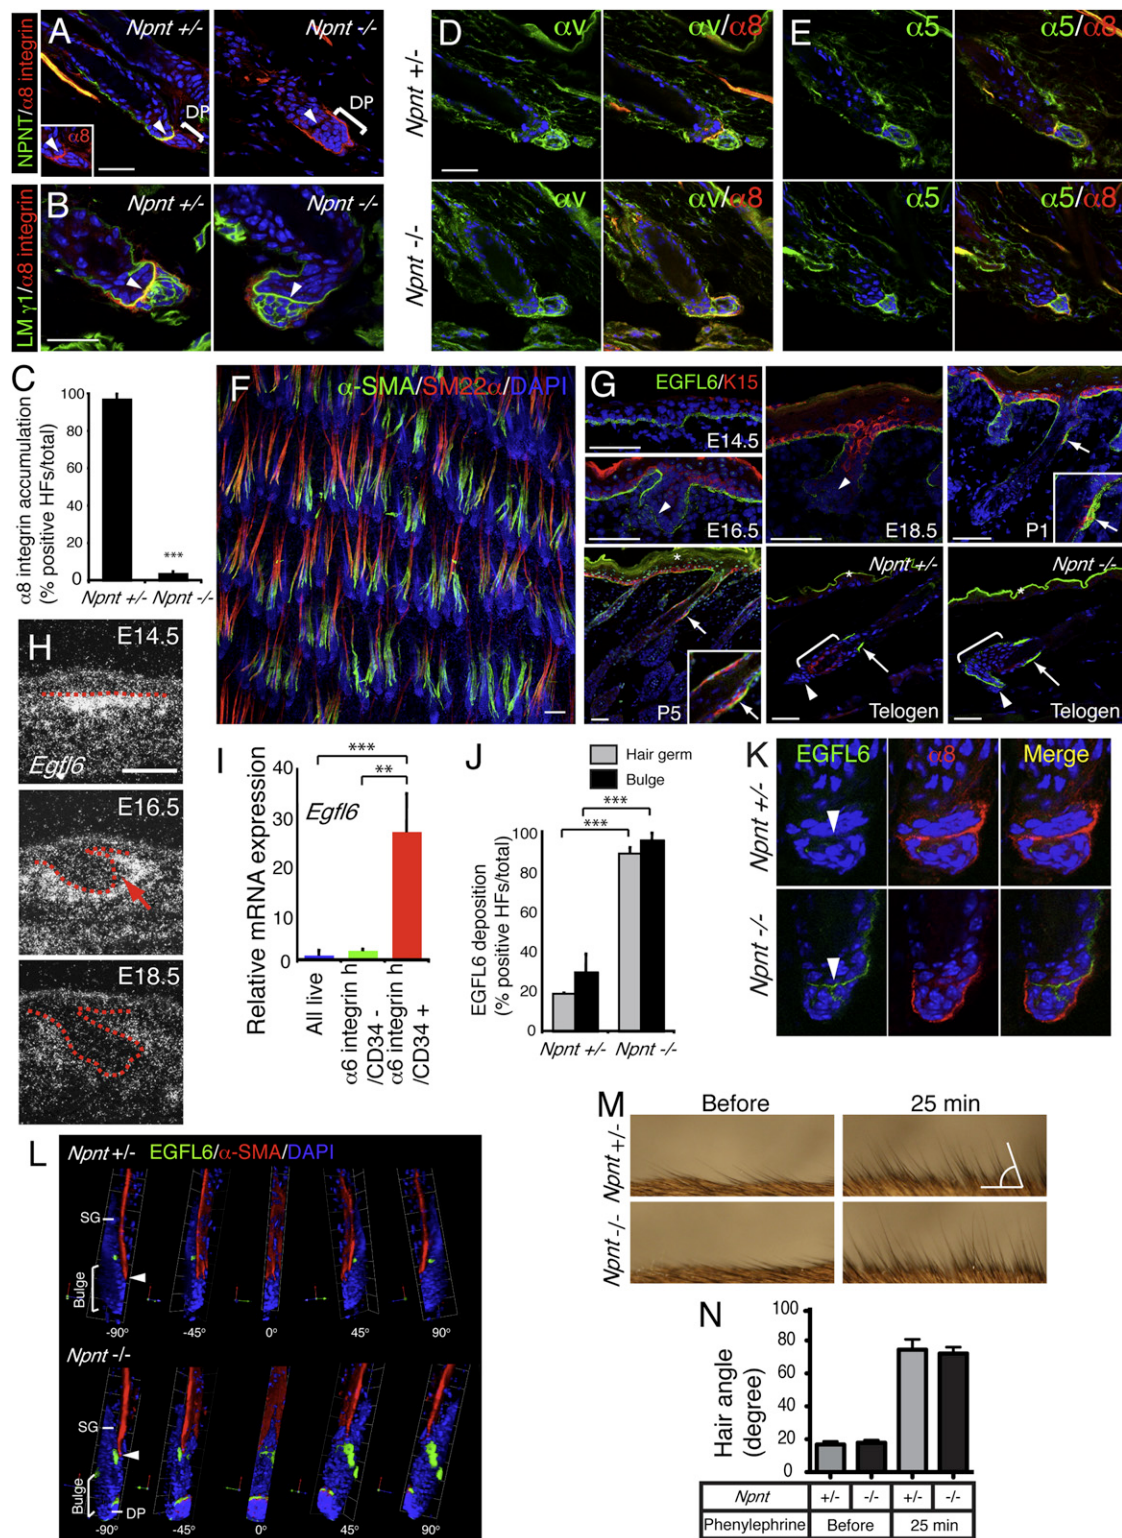 A
Npnt +/-
Npnt -/-
NPNT/α8 integrin
DP
DP
α8
B
Npnt +/-
Npnt -/-
LM γ1/α8 integrin
C
α8 integrin accumulation
(% positive HFs/total)
100
80
60
40
20
0
***
Npnt +/-
Npnt -/-
D
αv
αv/α8
Npnt +/-
αv
αv/α8
Npnt -/-
E
α5
α5/α8
α5
α5/α8
F
α-SMA/SM22α/DAPI
G
EGFL6/K15
E14.5
E16.5
E18.5
P1
*
P5
Npnt +/-
*
Telogen
Npnt -/-
*
Telogen
H
E14.5
Egfl6
E16.5
E18.5
I
Relative mRNA expression
40
30
20
10
0
***
**
Egfl6
All live
α6 integrin h
/CD34 -
α6 integrin h
/CD34 +
J
Hair germ
Bulge
EGFL6 deposition
(% positive HFs/total)
100
80
60
40
20
0
***
***
Npnt +/-
Npnt -/-
K
EGFL6
α8
Merge
Npnt +/-
Npnt -/-
L
Npnt +/-
EGFL6/α-SMA/DAPI
SG
Bulge
-90°
-45°
0°
45°
90°
Npnt -/-
SG
Bulge
DP
-90°
-45°
0°
45°
90°
M
Before
25 min
Npnt +/-
Npnt -/-
N
Hair angle
(degree)
100
80
60
40
20
0
Npnt +/- -/- +/- -/-
Phenylephrine Before 25 min